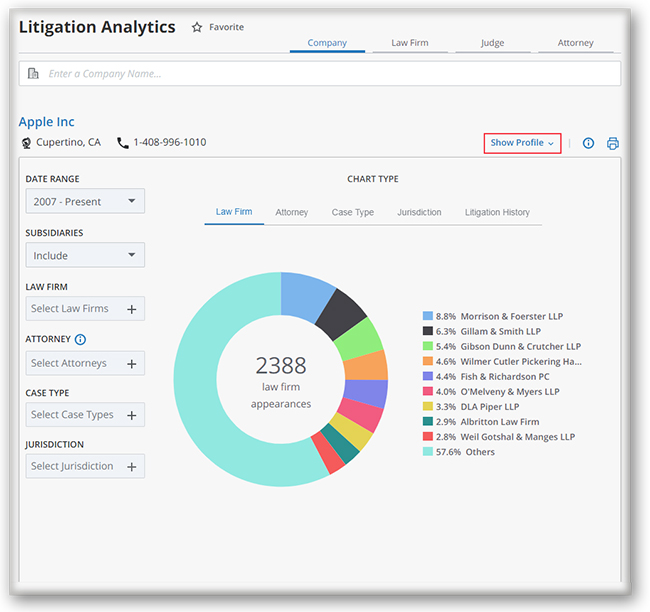 Litigation Analytics
Favorite
Company
Law Firm
Judge
Attorney
Enter a Company Name...
Apple Inc
Cupertino, CA
1-408-996-1010
Show Profile
DATE RANGE
2007 - Present
SUBSIDIARIES
Include
LAW FIRM
Select Law Firms +
ATTORNEY
Select Attorneys +
CASE TYPE
Select Case Types +
JURISDICTION
Select Jurisdiction +
CHART TYPE
Law Firm
Attorney
Case Type
Jurisdiction
Litigation History
2388
law firm
appearances
8.8% Morrison & Foerster LLP
6.3% Gillam & Smith LLP
5.4% Gibson Dunn & Crutcher LLP
4.6% Wilmer Cutler Pickering Ha...
4.4% Fish & Richardson PC
4.0% O'Melveny & Myers LLP
3.3% DLA Piper LLP
2.9% Albritton Law Firm
2.8% Weil Gotshal & Manges LLP
57.6% Others